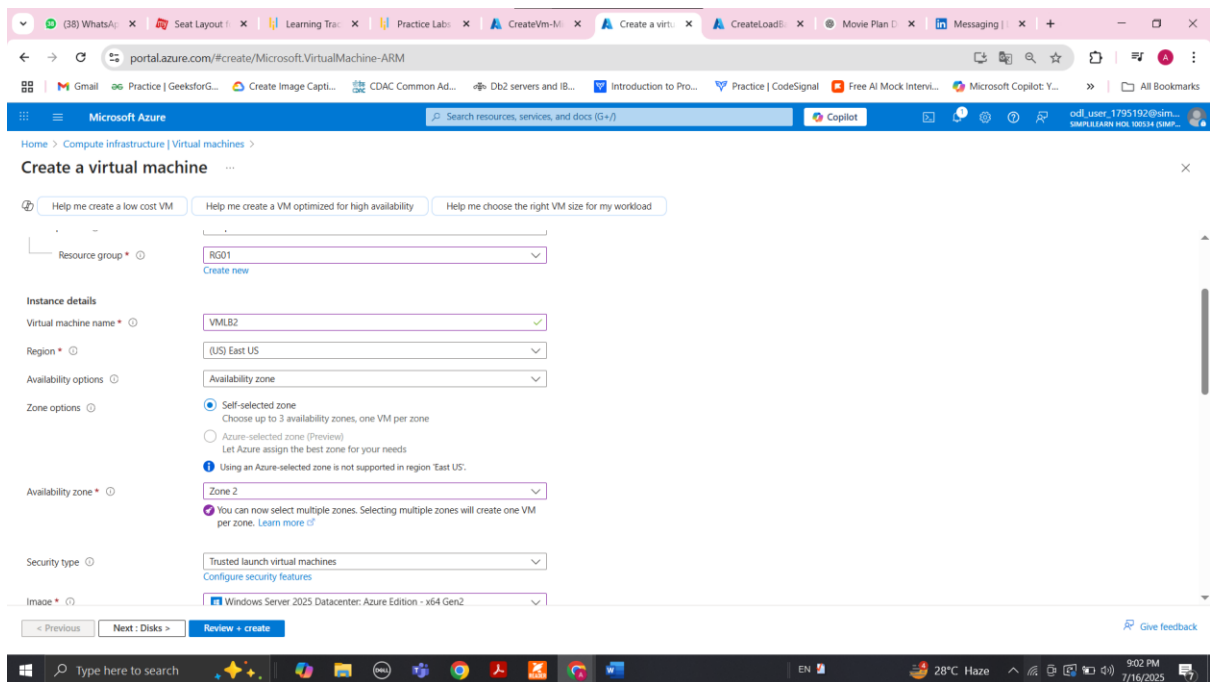 (38) WhatsAp
Seat Layout f
Learning Trac
Practice Labs
CreateVm-Mi
Create a virtu
CreateLoadBa
Movie Plan D
Messaging |
portal.azure.com/#create/Microsoft.VirtualMachine-ARM
Gmail
Practice | GeeksforG...
Create Image Capti...
CDAC Common Ad...
Db2 servers and IB...
Introduction to Pro...
Practice | CodeSignal
Free AI Mock Intervi...
Microsoft Copilot: Y...
All Bookmarks
Microsoft Azure
Search resources, services, and docs (G+/)
Copilot
odl_user_1795192@sim...
SIMPLILEARN HOL 100534 (SIMP...
Home > Compute infrastructure | Virtual machines >
Create a virtual machine ...
Help me create a low cost VM
Help me create a VM optimized for high availability
Help me choose the right VM size for my workload
Resource group *
RG01
Create new
Instance details
Virtual machine name *
VMLB2
Region *
(US) East US
Availability options
Availability zone
Zone options
Self-selected zone
Choose up to 3 availability zones, one VM per zone
Azure-selected zone (Preview)
Let Azure assign the best zone for your needs
Using an Azure-selected zone is not supported in region 'East US'.
Availability zone *
Zone 2
You can now select multiple zones. Selecting multiple zones will create one VM
per zone. Learn more
Security type
Trusted launch virtual machines
Configure security features
Image *
Windows Server 2025 Datacenter: Azure Edition - x64 Gen2
< Previous
Next : Disks >
Review + create
Give feedback
Type here to search
EN
28°C Haze
9:02 PM
7/16/2025